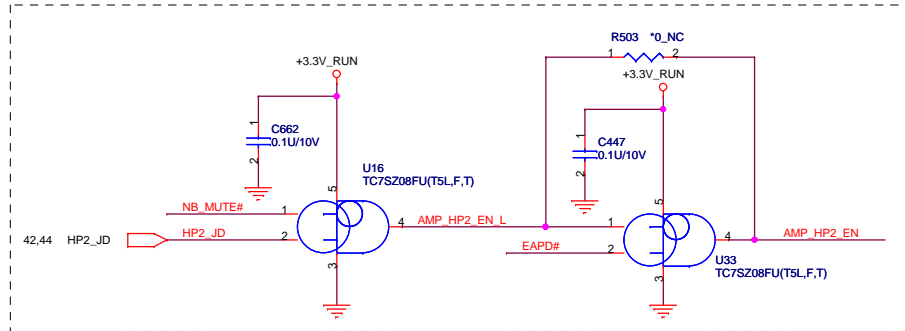 R503 *0_NC
1 2
+3.3V_RUN
+3.3V_RUN
1
C662
0.1U/10V
2
1
C447
0.1U/10V
2
U16
TC7SZ08FU(T5L,F,T)
5
5
NB_MUTE#
1
4
AMP_HP2_EN_L
1
4
AMP_HP2_EN
42,44 HP2_JD
HP2_JD
2
EAPD#
2
U33
TC7SZ08FU(T5L,F,T)
3
3